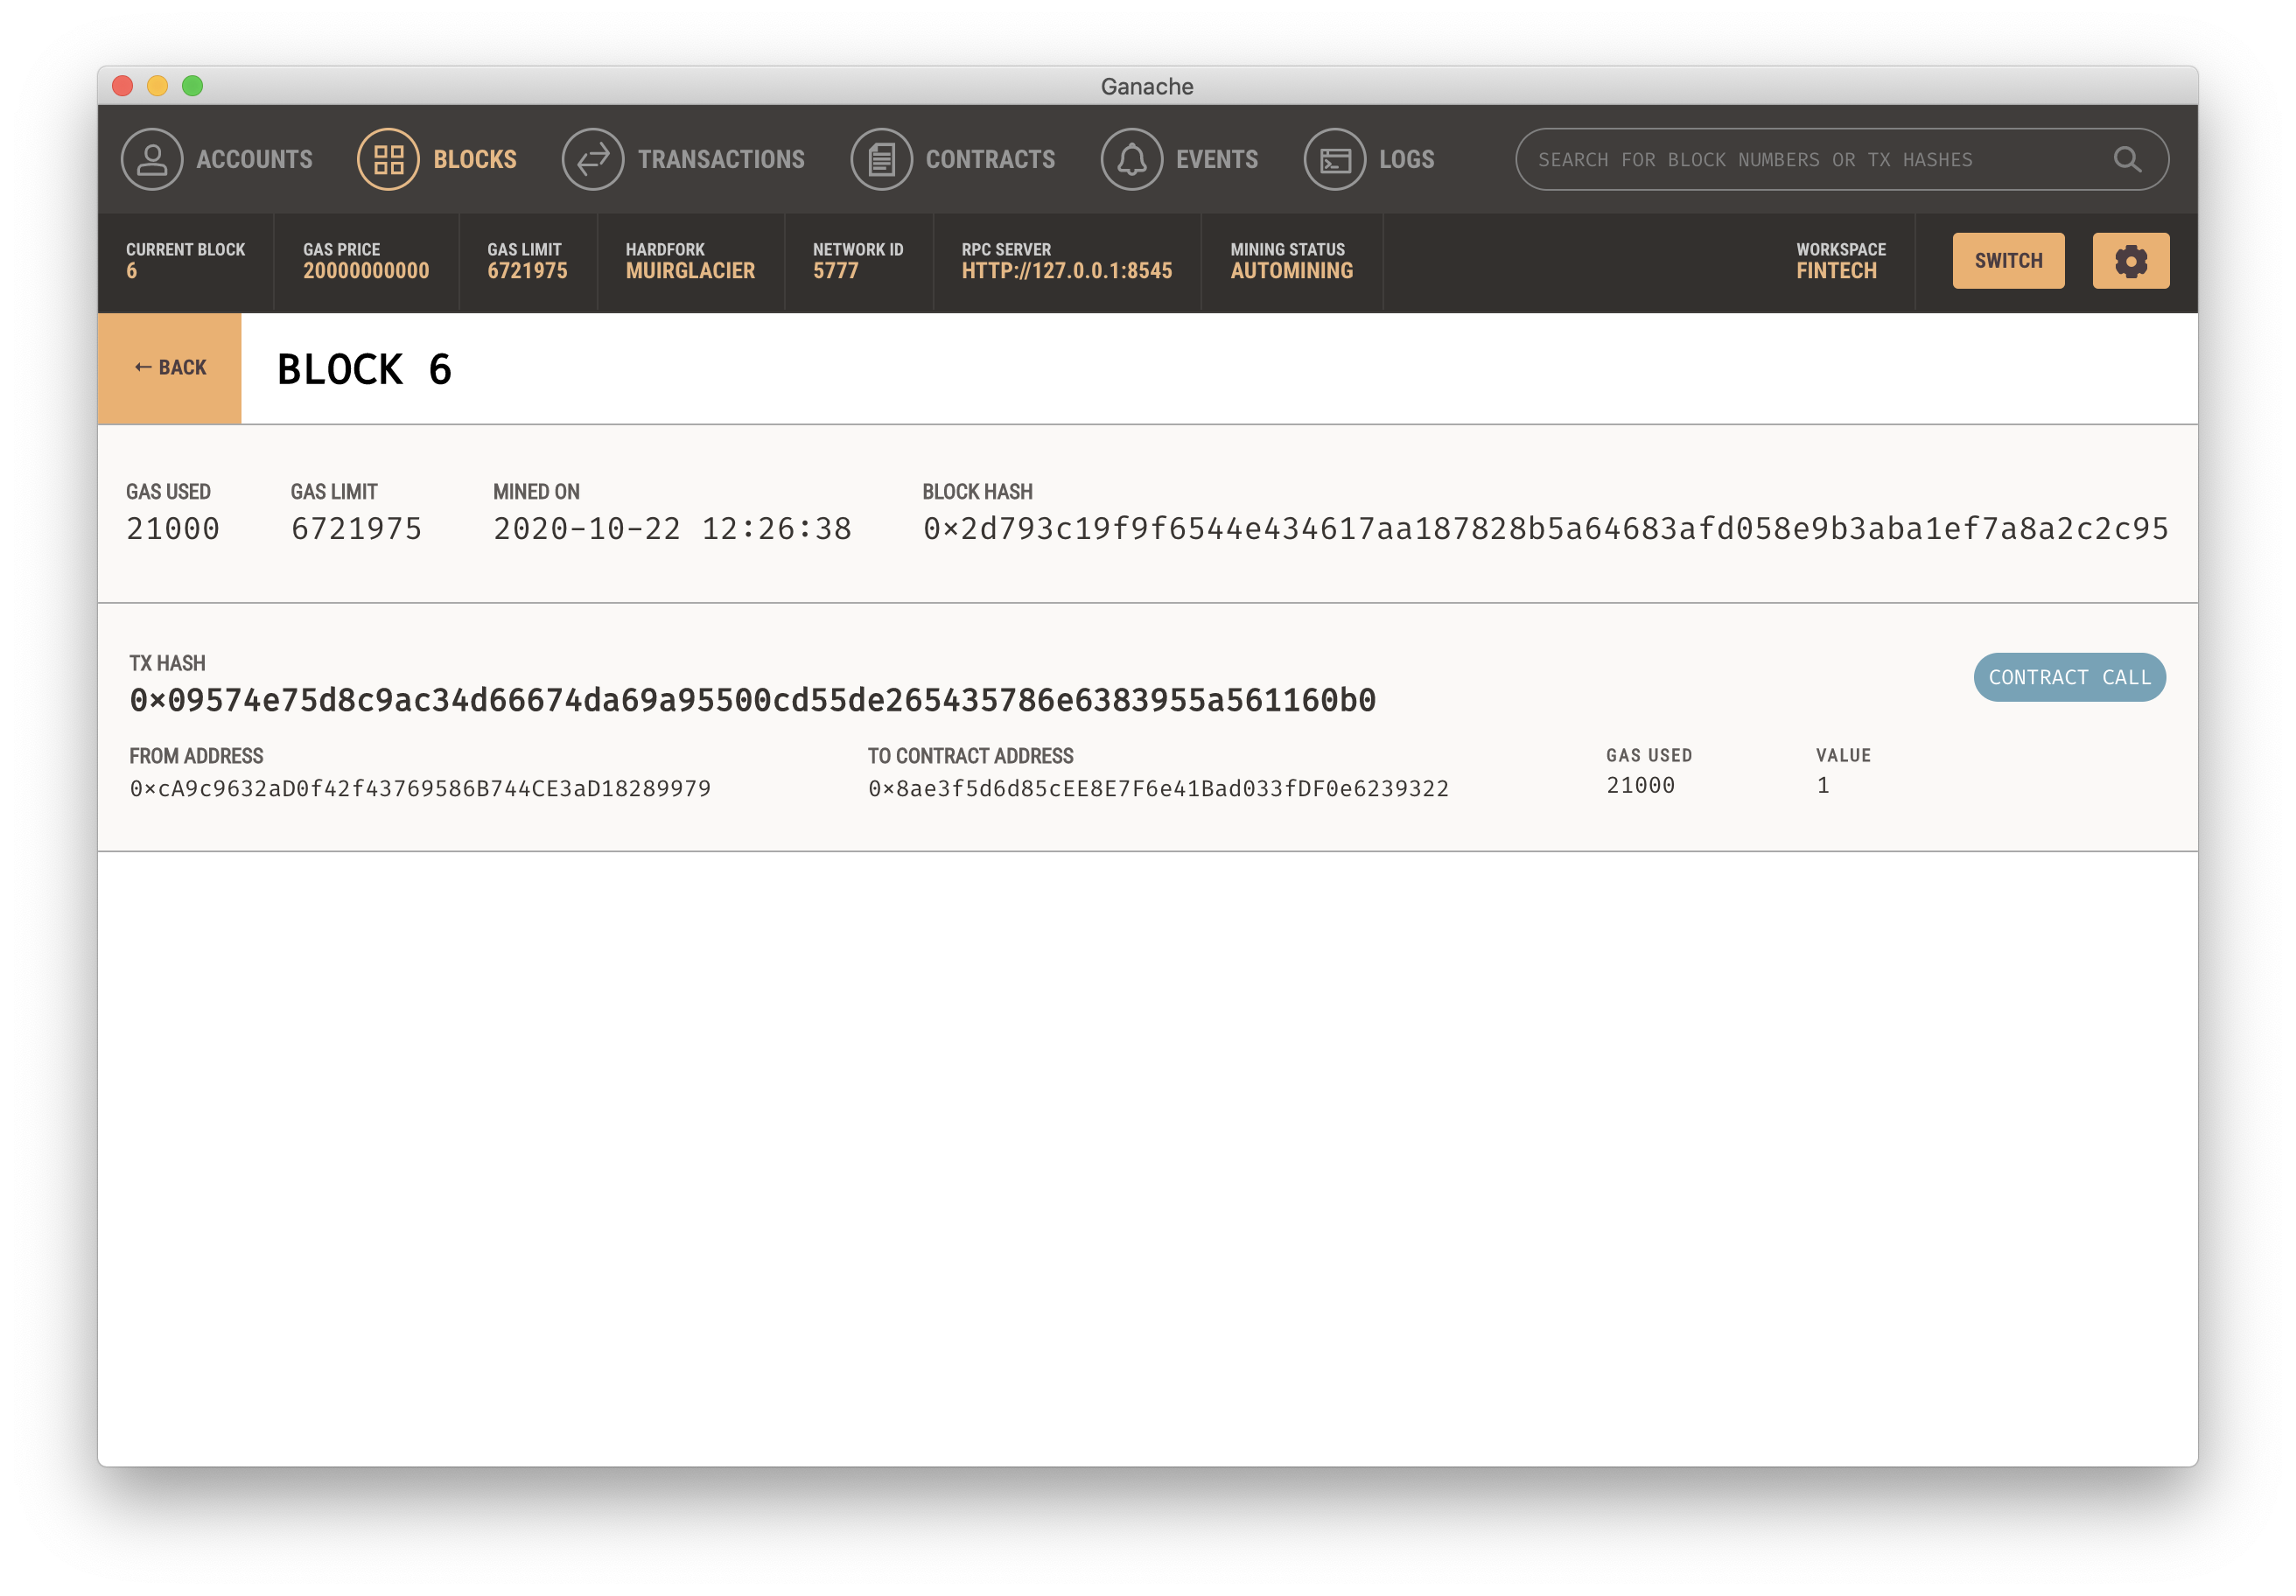 Ganache
ACCOUNTS BLOCKS TRANSACTIONS CONTRACTS EVENTS LOGS SEARCH FOR BLOCK NUMBERS OR TX HASHES
CURRENT BLOCK GAS PRICE GAS LIMIT HARDFORK NETWORK ID RPC SERVER MINING STATUS WORKSPACE
6 20000000000 6721975 MUIRGLACIER 5777 HTTP://127.0.0.1:8545 AUTOMINING FINTECH SWITCH
← BACK BLOCK 6
GAS USED GAS LIMIT MINED ON BLOCK HASH
21000 6721975 2020-10-22 12:26:38 0×2d793c19f9f6544e434617aa187828b5a64683afd058e9b3aba1ef7a8a2c2c95
TX HASH
0×09574e75d8c9ac34d66674da69a95500cd55de265435786e6383955a561160b0
CONTRACT CALL
FROM ADDRESS TO CONTRACT ADDRESS GAS USED VALUE
0×cA9c9632aD0f42f43769586B744CE3aD18289979 0×8ae3f5d6d85cEE8E7F6e41Bad033fDF0e6239322 21000 1